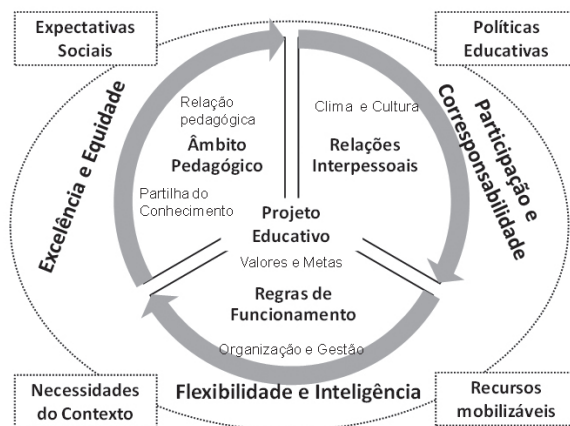 Expectativas
Sociais
Políticas
Educativas
Excelência e Equidade
Participação e
Corresponsabilidade
Relação
pedagógica
Âmbito
Pedagógico
Partilha do
Conhecimento
Clima e Cultura
Relações
Interpessoais
Projeto
Educativo
Valores e Metas
Regras de
Funcionamento
Organização e Gestão
Flexibilidade e Inteligência
Necessidades
do Contexto
Recursos
mobilizáveis